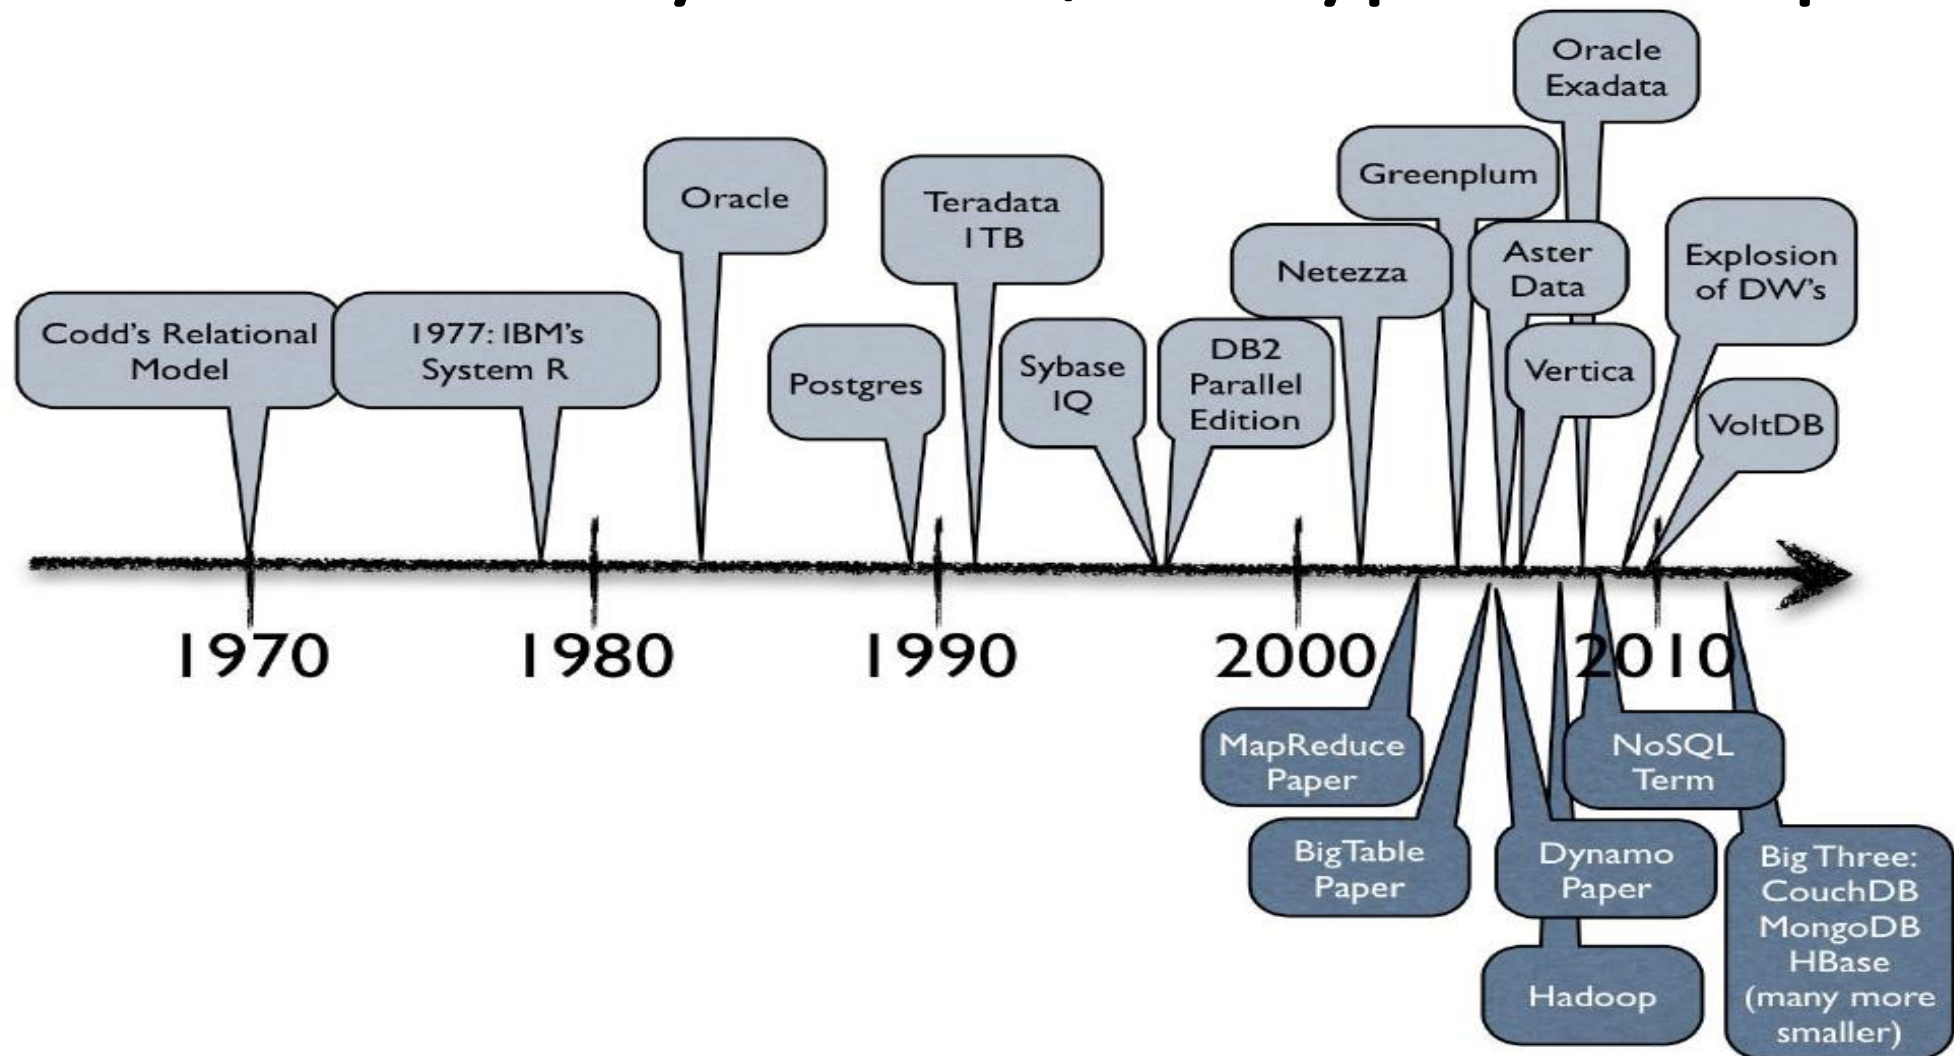 Oracle
Exadata
Greenplum
Oracle
Teradata
1TB
Netezza
Aster
Data
Explosion
of DW's
Codd's Relational
Model
1977: IBM's
System R
Postgres
Sybase
IQ
DB2
Parallel
Edition
Vertica
VoltDB
1970
1980
1990
2000
2010
MapReduce
Paper
NoSQL
Term
BigTable
Paper
Dynamo
Paper
Big Three:
CouchDB
MongoDB
HBase
(many more
smaller)
Hadoop